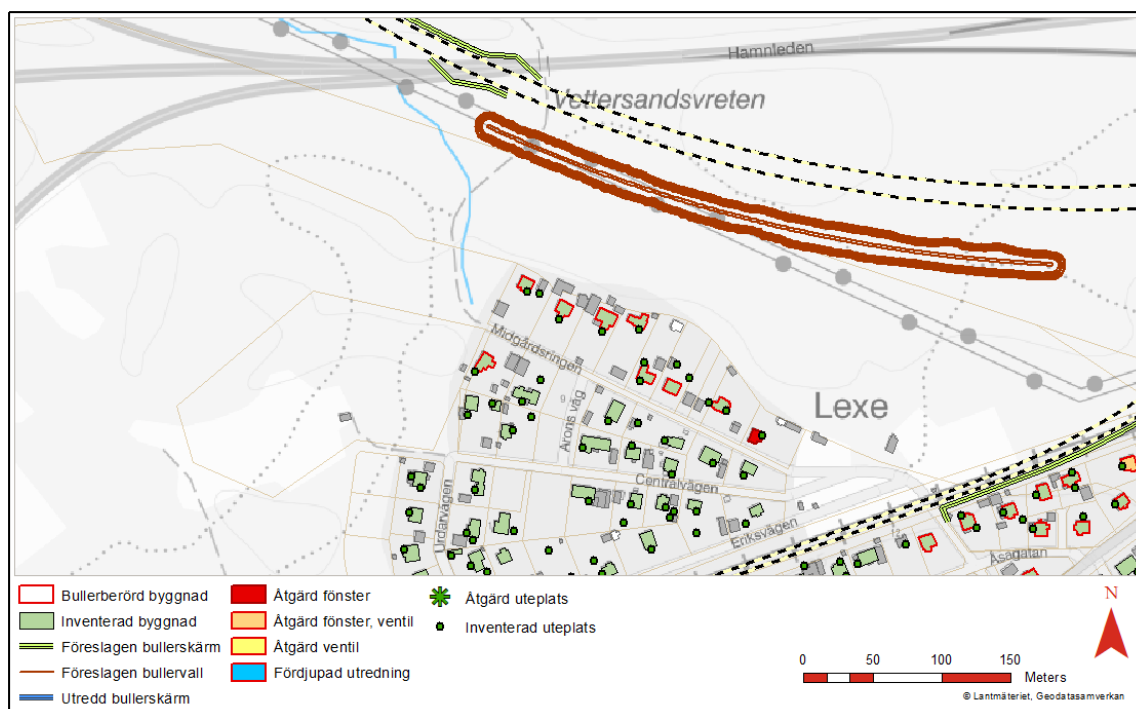 Hamnleden
Vettersandsvreten
Midgårdsringen
Arons väg
Lexe
Centralvägen
Urdarvägen
Eriksvägen
Åsagatan
Bullerberörd byggnad
Inventerad byggnad
Föreslagen bullerskärm
Föreslagen bullervall
Utredd bullerskärm
Åtgärd fönster
Åtgärd fönster, ventil
Åtgärd ventil
Fördjupad utredning
Åtgärd uteplats
Inventerad uteplats
N
0 50 100 150
Meters
© Lantmäteriet, Geodatasamverkan